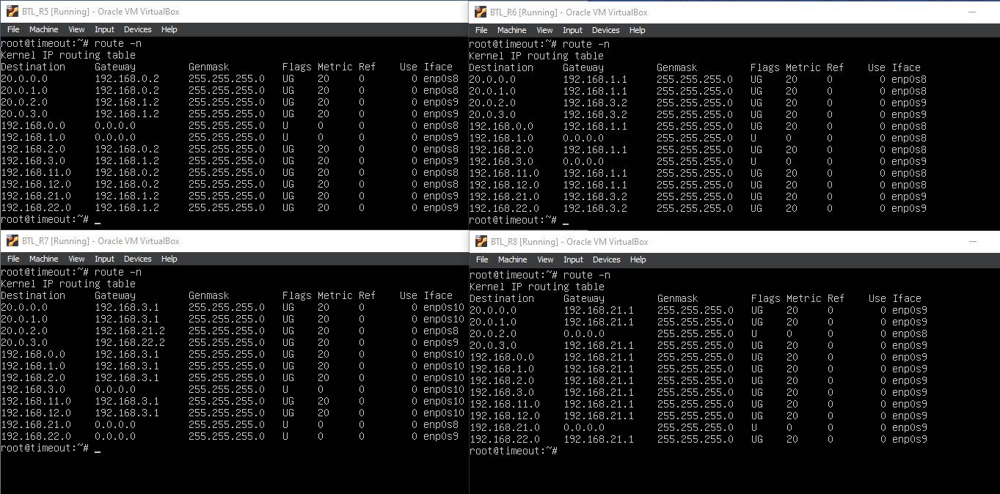 BTL_R5 [Running] - Oracle VM VirtualBox
File Machine View Input Devices Help
root@timeout:~# route -n
Kernel IP routing table
Destination Gateway Genmask Flags Metric Ref Use Iface
20.0.0.0 192.168.0.2 255.255.255.0 UG 20 0 0 enp0s8
20.0.1.0 192.168.0.2 255.255.255.0 UG 20 0 0 enp0s8
20.0.2.0 192.168.1.2 255.255.255.0 UG 20 0 0 enp0s9
20.0.3.0 192.168.1.2 255.255.255.0 UG 20 0 0 enp0s9
192.168.0.0 0.0.0.0 255.255.255.0 U 0 0 0 enp0s8
192.168.1.0 0.0.0.0 255.255.255.0 U 0 0 0 enp0s9
192.168.2.0 192.168.0.2 255.255.255.0 UG 20 0 0 enp0s8
192.168.3.0 192.168.1.2 255.255.255.0 UG 20 0 0 enp0s9
192.168.11.0 192.168.0.2 255.255.255.0 UG 20 0 0 enp0s8
192.168.12.0 192.168.0.2 255.255.255.0 UG 20 0 0 enp0s8
192.168.21.0 192.168.1.2 255.255.255.0 UG 20 0 0 enp0s9
192.168.22.0 192.168.1.2 255.255.255.0 UG 20 0 0 enp0s9
root@timeout:~# _
BTL_R6 [Running] - Oracle VM VirtualBox
File Machine View Input Devices Help
root@timeout:~# route -n
Kernel IP routing table
Destination Gateway Genmask Flags Metric Ref Use Iface
20.0.0.0 192.168.1.1 255.255.255.0 UG 20 0 0 enp0s8
20.0.1.0 192.168.1.1 255.255.255.0 UG 20 0 0 enp0s8
20.0.2.0 192.168.3.2 255.255.255.0 UG 20 0 0 enp0s9
20.0.3.0 192.168.3.2 255.255.255.0 UG 20 0 0 enp0s9
192.168.0.0 192.168.1.1 255.255.255.0 UG 20 0 0 enp0s8
192.168.1.0 0.0.0.0 255.255.255.0 U 0 0 0 enp0s8
192.168.2.0 192.168.1.1 255.255.255.0 UG 20 0 0 enp0s8
192.168.3.0 0.0.0.0 255.255.255.0 U 0 0 0 enp0s9
192.168.11.0 192.168.1.1 255.255.255.0 UG 20 0 0 enp0s8
192.168.12.0 192.168.1.1 255.255.255.0 UG 20 0 0 enp0s8
192.168.21.0 192.168.3.2 255.255.255.0 UG 20 0 0 enp0s9
192.168.22.0 192.168.3.2 255.255.255.0 UG 20 0 0 enp0s9
root@timeout:~# _
BTL_R7 [Running] - Oracle VM VirtualBox
File Machine View Input Devices Help
root@timeout:~# route -n
Kernel IP routing table
Destination Gateway Genmask Flags Metric Ref Use Iface
20.0.0.0 192.168.3.1 255.255.255.0 UG 20 0 0 enp0s10
20.0.1.0 192.168.3.1 255.255.255.0 UG 20 0 0 enp0s10
20.0.2.0 192.168.21.2 255.255.255.0 UG 20 0 0 enp0s8
20.0.3.0 192.168.22.2 255.255.255.0 UG 20 0 0 enp0s9
192.168.0.0 192.168.3.1 255.255.255.0 UG 20 0 0 enp0s10
192.168.1.0 192.168.3.1 255.255.255.0 UG 20 0 0 enp0s10
192.168.2.0 192.168.3.1 255.255.255.0 UG 20 0 0 enp0s10
192.168.3.0 0.0.0.0 255.255.255.0 U 0 0 0 enp0s10
192.168.11.0 192.168.3.1 255.255.255.0 UG 20 0 0 enp0s10
192.168.12.0 192.168.3.1 255.255.255.0 UG 20 0 0 enp0s10
192.168.21.0 0.0.0.0 255.255.255.0 U 0 0 0 enp0s8
192.168.22.0 0.0.0.0 255.255.255.0 U 0 0 0 enp0s9
root@timeout:~# _
BTL_R8 [Running] - Oracle VM VirtualBox
File Machine View Input Devices Help
root@timeout:~# route -n
Kernel IP routing table
Destination Gateway Genmask Flags Metric Ref Use Iface
20.0.0.0 192.168.21.1 255.255.255.0 UG 20 0 0 enp0s9
20.0.1.0 192.168.21.1 255.255.255.0 UG 20 0 0 enp0s9
20.0.2.0 0.0.0.0 255.255.255.0 U 0 0 0 enp0s8
20.0.3.0 192.168.21.1 255.255.255.0 UG 20 0 0 enp0s9
192.168.0.0 192.168.21.1 255.255.255.0 UG 20 0 0 enp0s9
192.168.1.0 192.168.21.1 255.255.255.0 UG 20 0 0 enp0s9
192.168.2.0 192.168.21.1 255.255.255.0 UG 20 0 0 enp0s9
192.168.3.0 192.168.21.1 255.255.255.0 UG 20 0 0 enp0s9
192.168.11.0 192.168.21.1 255.255.255.0 UG 20 0 0 enp0s9
192.168.12.0 192.168.21.1 255.255.255.0 UG 20 0 0 enp0s9
192.168.21.0 0.0.0.0 255.255.255.0 U 0 0 0 enp0s9
192.168.22.0 192.168.21.1 255.255.255.0 UG 20 0 0 enp0s9
root@timeout:~#